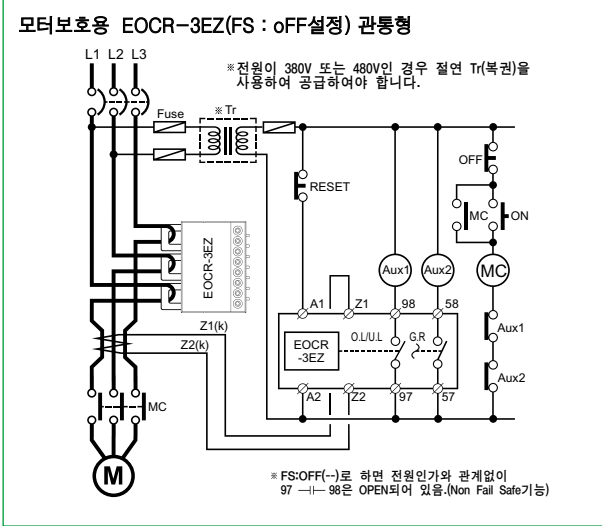 모터보호용 EOCR-3EZ(FS : oFF설정) 관통형
L1 L2 L3
※전원이 380V 또는 480V인 경우 절연 Tr(복권)을
사용하여 공급하여야 합니다.
Fuse
※Tr
OFF
RESET
MC
ON
EOCR-3EZ
Aux1
Aux2
MC
A1
Z1
98
58
Z1(k)
Z2(k)
EOCR
-3EZ
O.L/U.L
G.R
Aux1
Aux2
A2
Z2
97
57
MC
M
※FS:OFF(--)로 하면 전원인가와 관계없이
97 ⊣⊢ 98은 OPEN되어 있음.(Non Fail Safe기능)